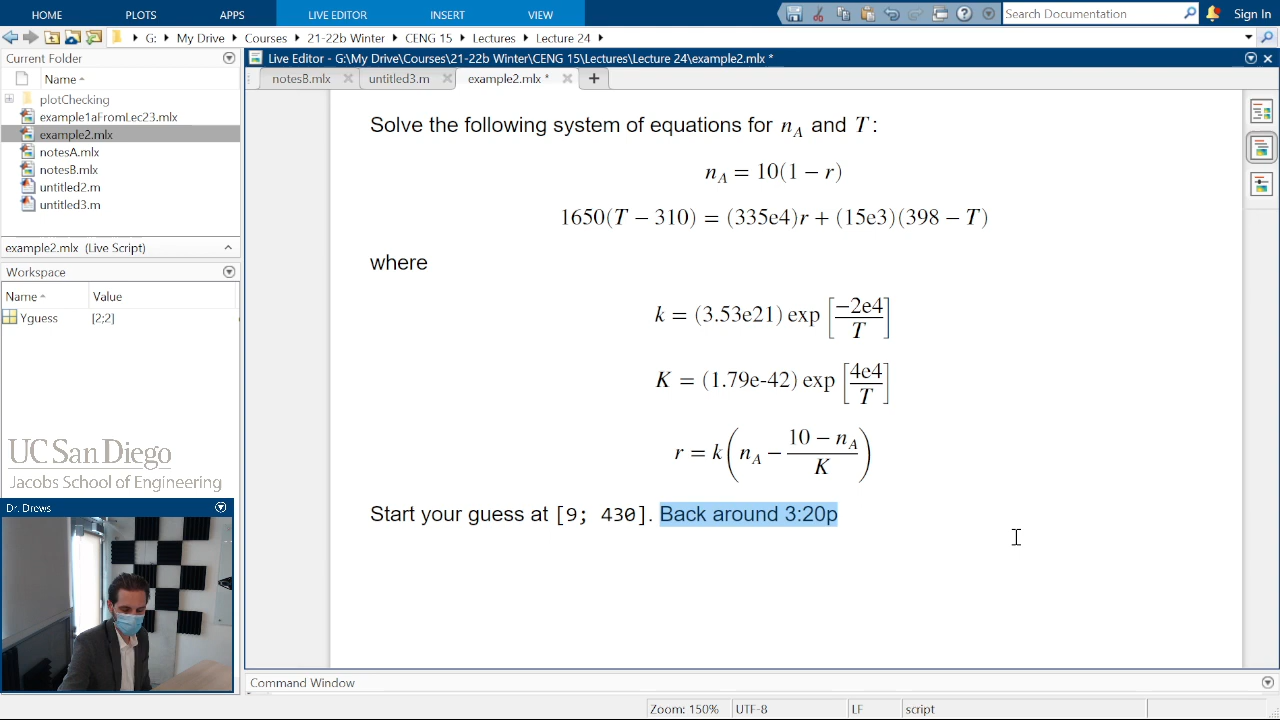 HOME PLOTS APPS LIVE EDITOR INSERT VIEW
Search Documentation
Sign In
G: My Drive Courses 21-22b Winter CENG 15 Lectures Lecture 24
Current Folder
Name
plotChecking
example1aFromLec23.mlx
example2.mlx
notesA.mlx
notesB.mlx
untitled2.m
untitled3.m
example2.mlx (Live Script)
Workspace
Name Value
Yguess [2;2]
UC San Diego
Jacobs School of Engineering
Dr. Drews
Live Editor - G:\My Drive\Courses\21-22b Winter\CENG 15\Lectures\Lecture 24\example2.mlx *
notesB.mlx untitled3.m example2.mlx * +
Solve the following system of equations for n_A and T:
n_A = 10(1 − r)
1650(T − 310) = (335e4)r + (15e3)(398 − T)
where
k = (3.53e21) exp [−2e4/T]
K = (1.79e-42) exp [4e4/T]
r = k(n_A − (10 − n_A)/K)
Start your guess at [9; 430]. Back around 3:20p
Command Window
Zoom: 150% UTF-8 LF script